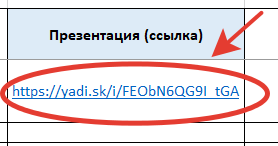 Презентация (ссылка)
https://yadi.sk/i/FEObN6QG9I_tGA